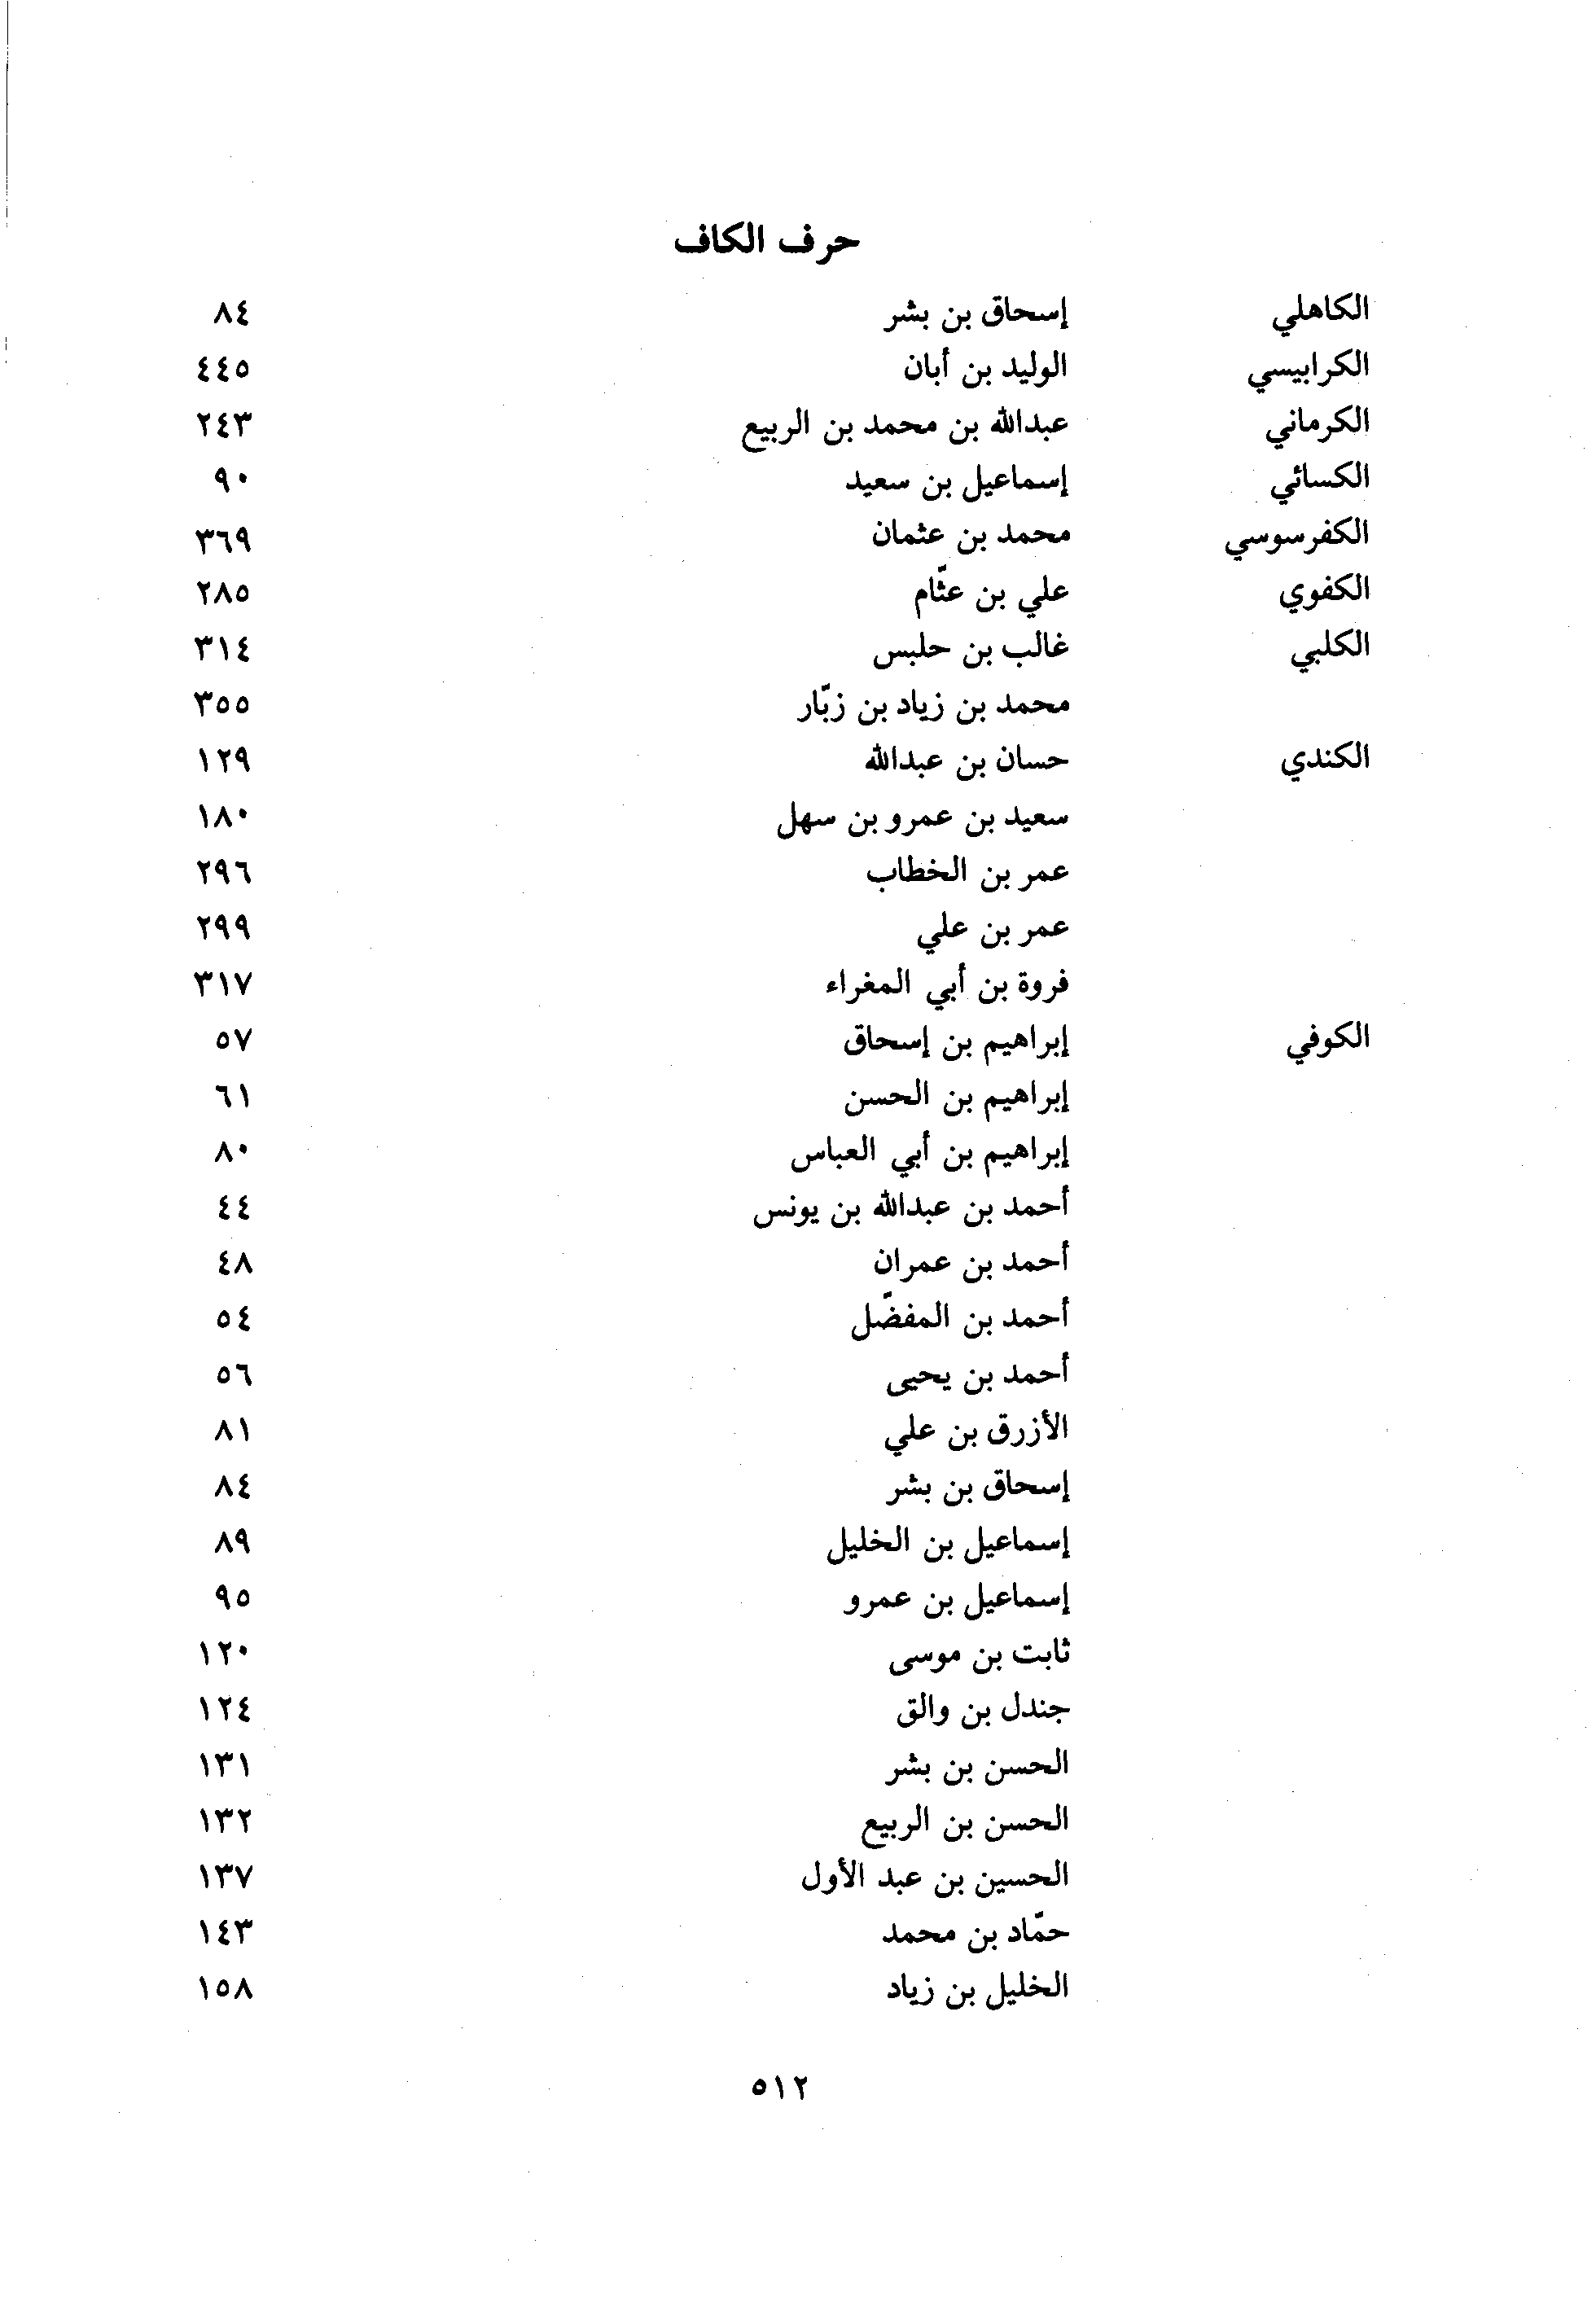 حرف الكاف
الكاهلي إسحاق بن بشر ٨٤
الكرابيسي الوليد بن أبان ٤٤٥
الكرماني عبدالله بن محمد بن الربيع ٢٤٣
الكسائي إسماعيل بن سعيد ٩٠
الكفرسوسي محمد بن عثمان ٣٦٩
الكفوي علي بن عثّام ٢٨٥
الكلبي غالب بن حلبس ٣١٤
محمد بن زياد بن زبّار ٣٥٥
الكندي حسان بن عبدالله ١٢٩
سعيد بن عمرو بن سهل ١٨٠
عمر بن الخطاب ٢٩٦
عمر بن علي ٢٩٩
فروة بن أبي المغراء ٣١٧
الكوفي إبراهيم بن إسحاق ٥٧
إبراهيم بن الحسن ٦١
إبراهيم بن أبي العباس ٨٠
أحمد بن عبدالله بن يونس ٤٤
أحمد بن عمران ٤٨
أحمد بن المفضّل ٥٤
أحمد بن يحيى ٥٦
الأزرق بن علي ٨١
إسحاق بن بشر ٨٤
إسماعيل بن الخليل ٨٩
إسماعيل بن عمرو ٩٥
ثابت بن موسى ١٢٠
جندل بن والق ١٢٤
الحسن بن بشر ١٣١
الحسن بن الربيع ١٣٢
الحسين بن عبد الأول ١٣٧
حمّاد بن محمد ١٤٣
الخليل بن زياد ١٥٨
٥١٢